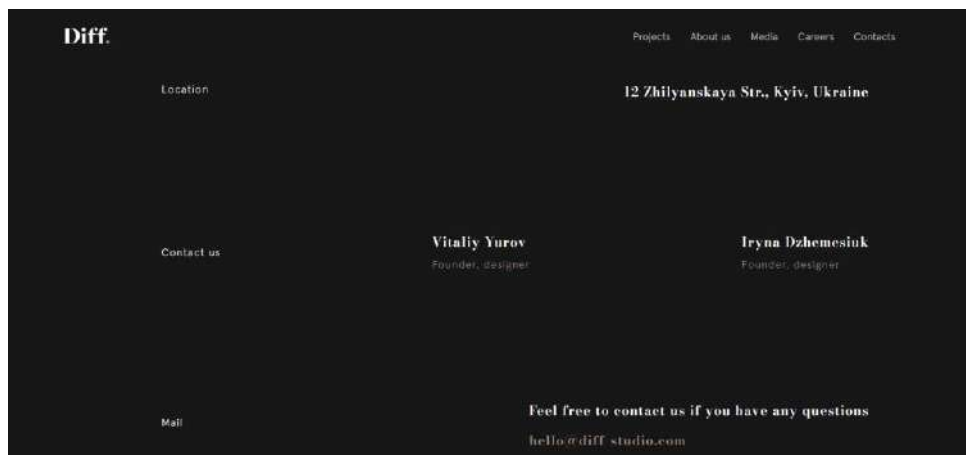 Diff.
Projects About us Media Careers Contacts
Location
12 Zhilyanskaya Str., Kyiv, Ukraine
Contact us
Vitaliy Yurov
Founder, designer
Iryna Dzhemesiuk
Founder, designer
Mail
Feel free to contact us if you have any questions
hello@diff-studio.com